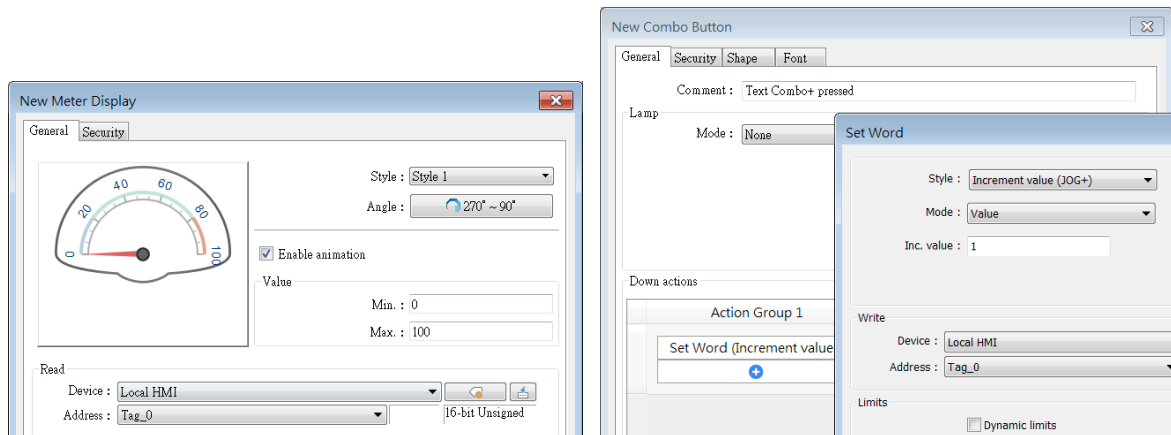 New Meter Display
General Security
0 20 40 60 80 100
Style : Style 1
Angle : 270° ~ 90°
Enable animation
Value
Min. : 0
Max. : 100
Read
Device : Local HMI
Address : Tag_0 16-bit Unsigned
New Combo Button
General Security Shape Font
Comment : Text Combo+ pressed
Lamp
Mode : None
Down actions
Action Group 1
Set Word (Increment value
Set Word
Style : Increment value (JOG+)
Mode : Value
Inc. value : 1
Write
Device : Local HMI
Address : Tag_0
Limits
Dynamic limits